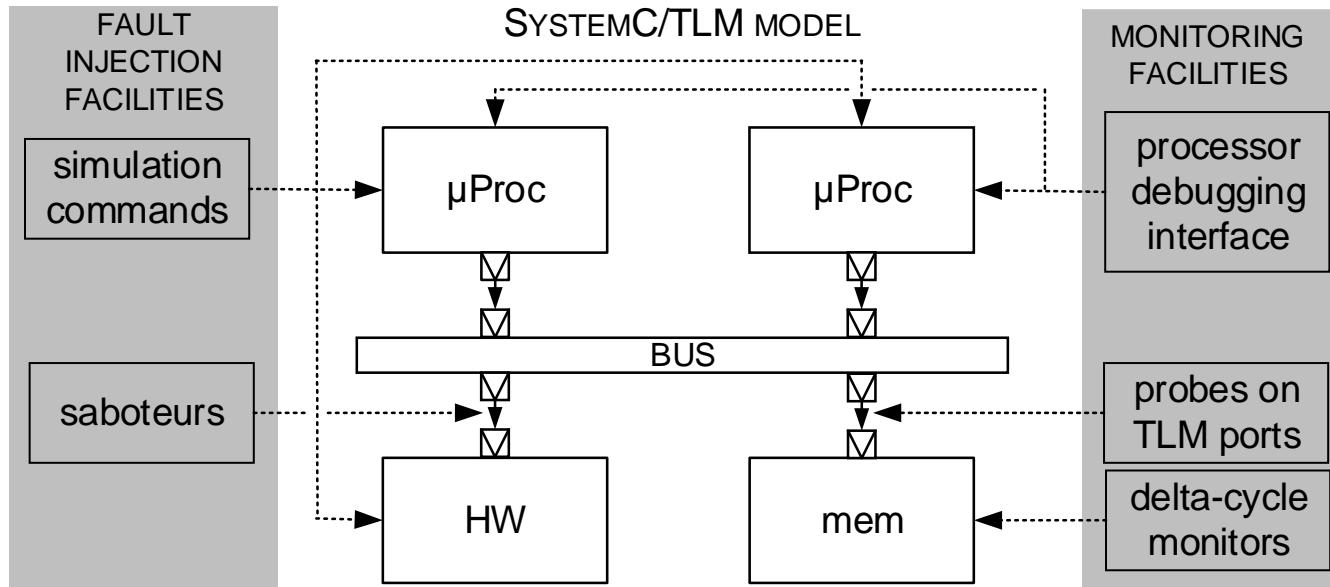 FAULT
INJECTION
FACILITIES
simulation
commands
saboteurs
SYSTEMC/TLM MODEL
µProc
µProc
BUS
HW
mem
MONITORING
FACILITIES
processor
debugging
interface
probes on
TLM ports
delta-cycle
monitors